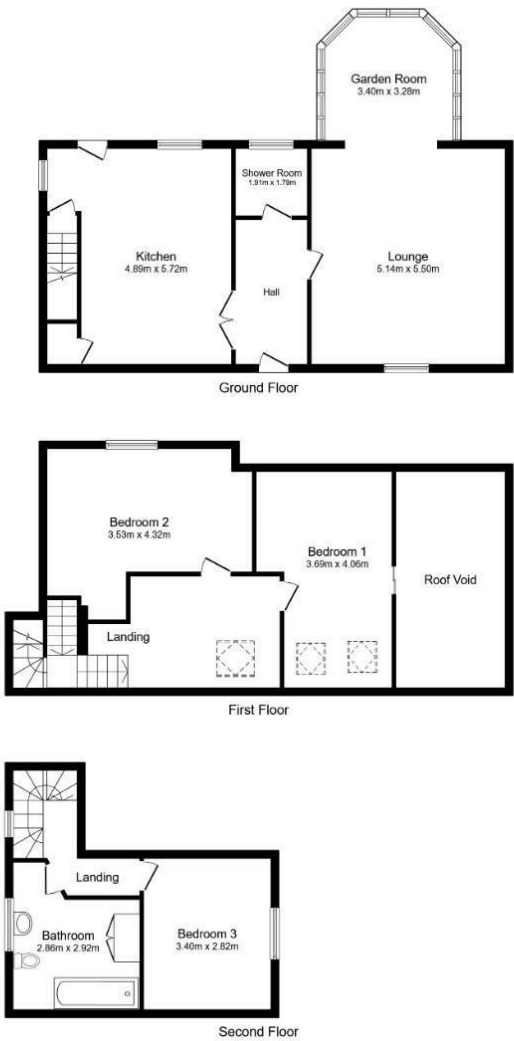 Garden Room
3.40m x 3.28m
Shower Room
1.91m x 1.79m
Kitchen
4.89m x 5.72m
Lounge
5.14m x 5.50m
Hall
Ground Floor
Bedroom 2
3.53m x 4.32m
Bedroom 1
3.69m x 4.06m
Roof Void
Landing
First Floor
Landing
Bathroom
2.86m x 2.92m
Bedroom 3
3.40m x 2.82m
Second Floor